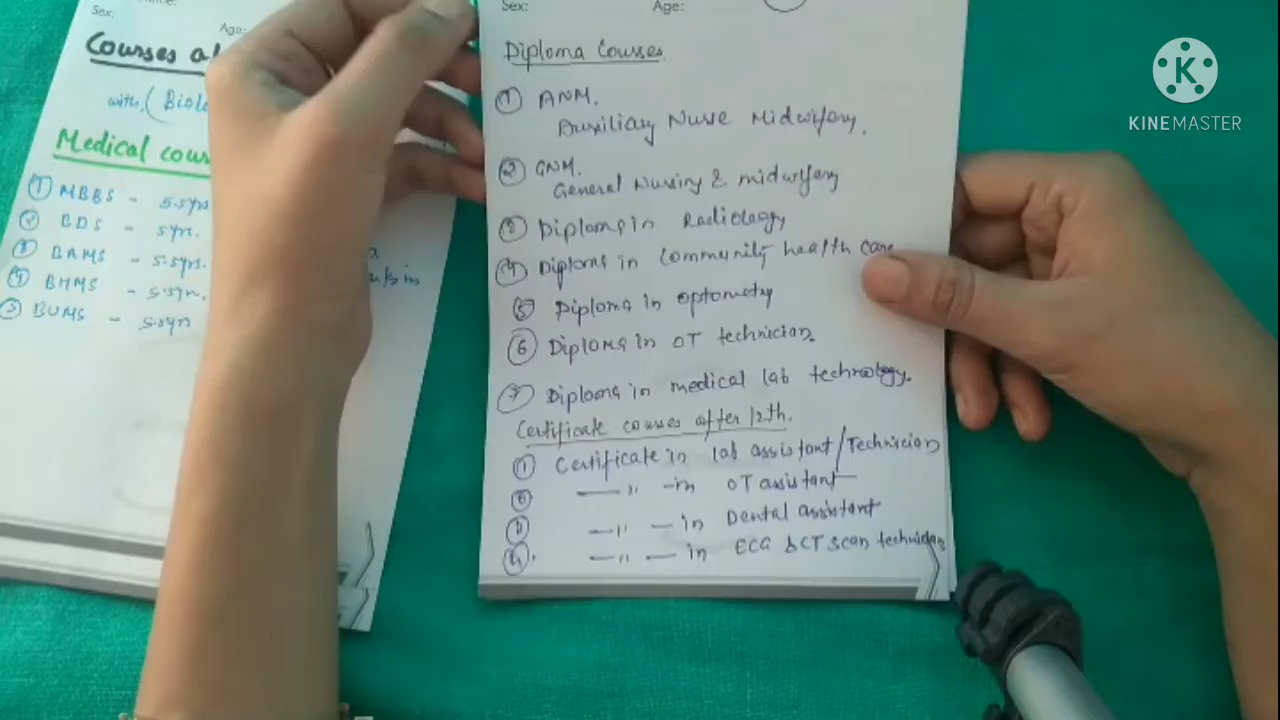 Sex:
Age:
Courses
with (Biolo
Medical cour
① MBBS - 5.5yrs
② BDS - 5yrs.
③ BAMS - 5.5yrs.
④ BHMS - 5.5yrs.
⑤ BUMS - 5.5yrs
Sex: Age:
Diploma Courses.
① ANM.
Auxiliary Nurse Midwifery.
② GNM.
General Nursing & midwifery
③ Diploma in Radiology
④ Diploma in Community health care
⑤ Diploma in optometry
⑥ Diploma in OT technician.
⑦ Diploma in medical lab technology.
Certificate courses after 12th.
① Certificate in lab assistant/Technician
② —〃 — in OT assistant
③ —〃 — in Dental assistant
④. —〃 — in ECG & CT Scan technician
K
KINEMASTER